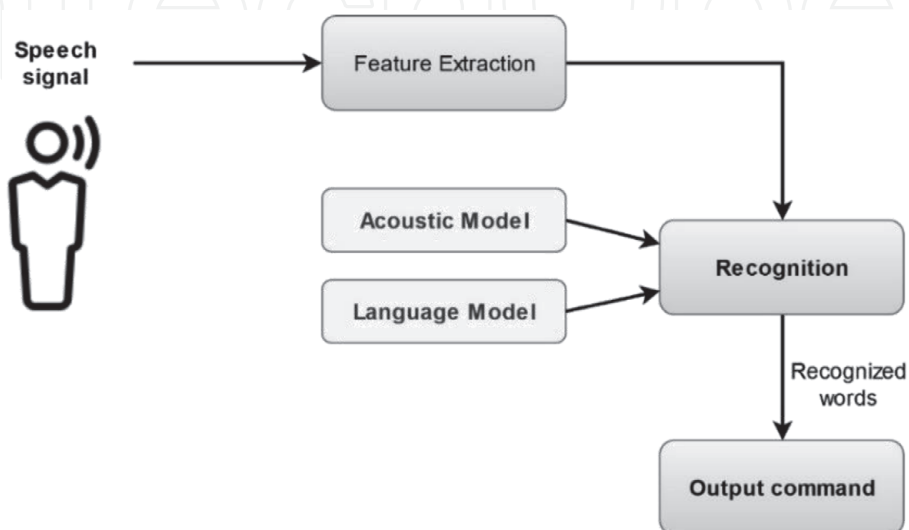 Speech
signal
Feature Extraction
Acoustic Model
Language Model
Recognition
Recognized
words
Output command